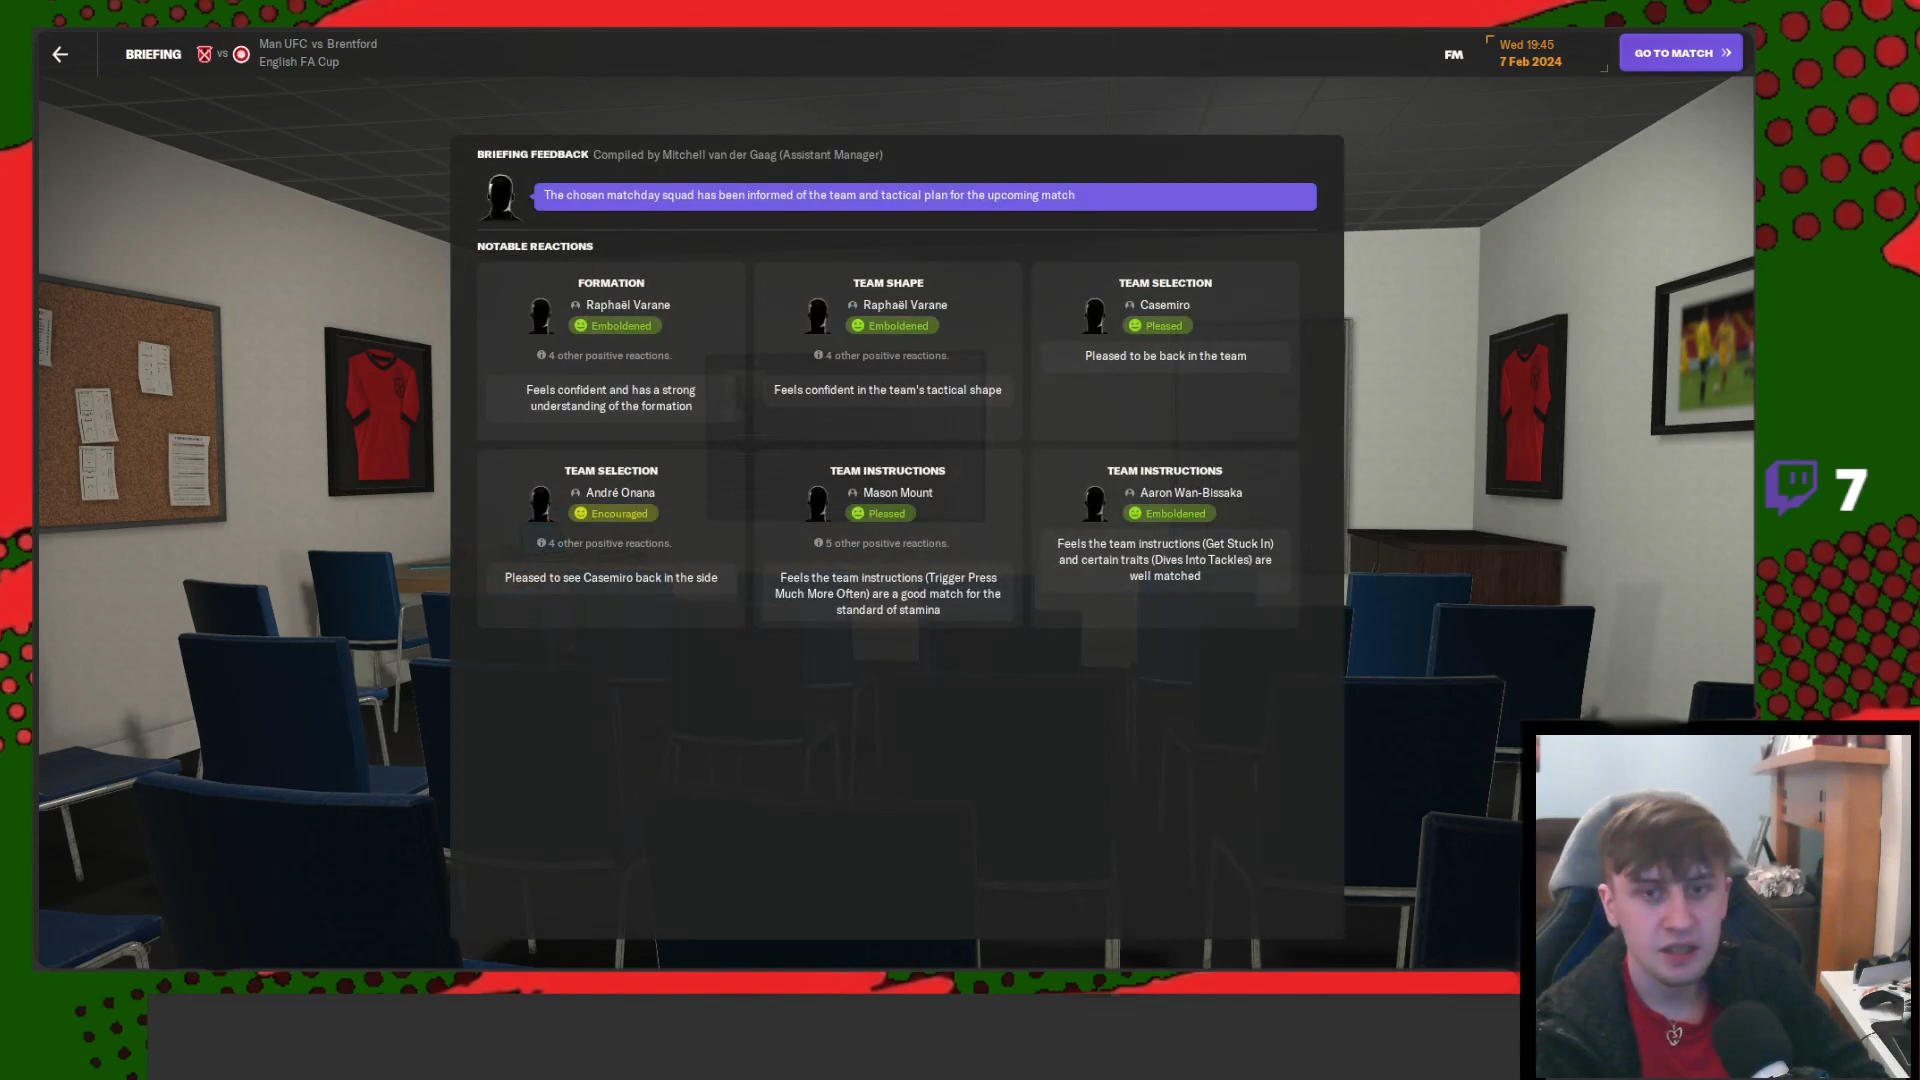 BRIEFING
vs
Man UFC vs Brentford
English FA Cup
FM
Wed 19:45
7 Feb 2024
GO TO MATCH
BRIEFING FEEDBACK Compiled by Mitchell van der Gaag (Assistant Manager)
The chosen matchday squad has been informed of the team and tactical plan for the upcoming match
NOTABLE REACTIONS
FORMATION
Raphaël Varane
Emboldened
4 other positive reactions.
Feels confident and has a strong
understanding of the formation
TEAM SHAPE
Raphaël Varane
Emboldened
4 other positive reactions.
Feels confident in the team's tactical shape
TEAM SELECTION
Casemiro
Pleased
Pleased to be back in the team
TEAM SELECTION
André Onana
Encouraged
4 other positive reactions.
Pleased to see Casemiro back in the side
TEAM INSTRUCTIONS
Mason Mount
Pleased
5 other positive reactions.
Feels the team instructions (Trigger Press
Much More Often) are a good match for the
standard of stamina
TEAM INSTRUCTIONS
Aaron Wan-Bissaka
Emboldened
Feels the team instructions (Get Stuck In)
and certain traits (Dives Into Tackles) are
well matched
7